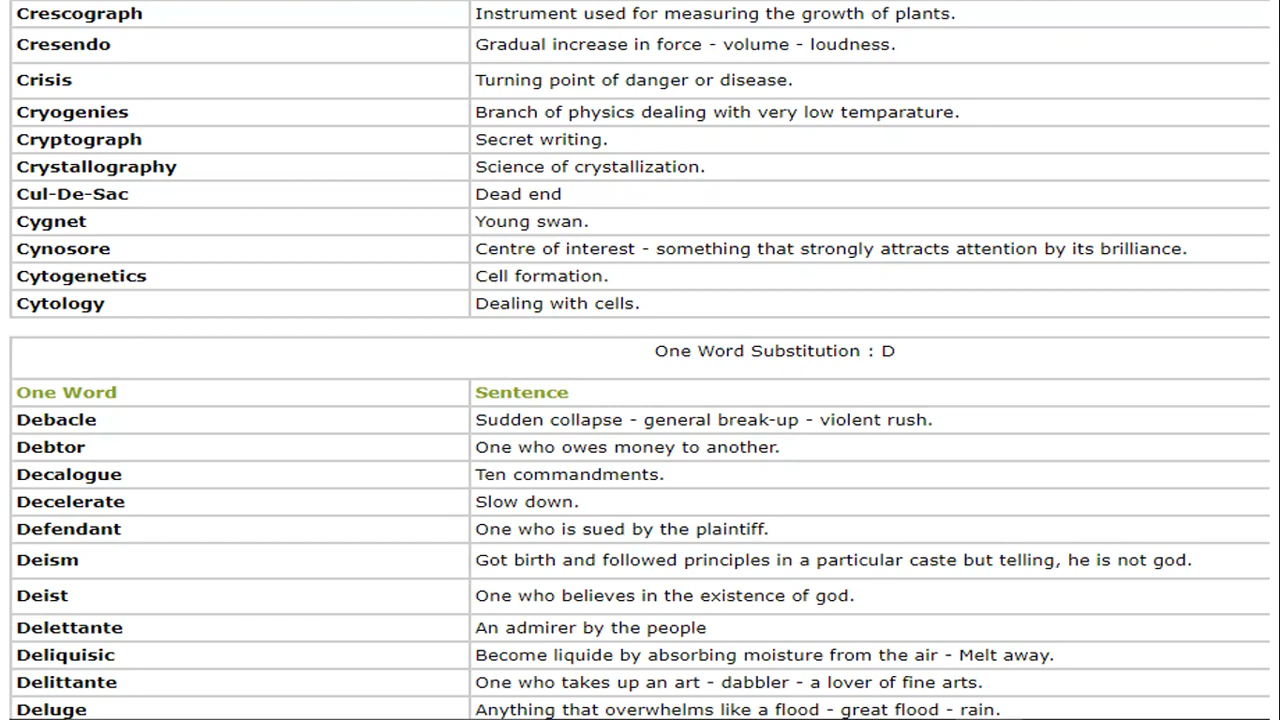 Crescograph Instrument used for measuring the growth of plants.
Cresendo Gradual increase in force - volume - loudness.
Crisis Turning point of danger or disease.
Cryogenies Branch of physics dealing with very low temparature.
Cryptograph Secret writing.
Crystallography Science of crystallization.
Cul-De-Sac Dead end
Cygnet Young swan.
Cynosore Centre of interest - something that strongly attracts attention by its brilliance.
Cytogenetics Cell formation.
Cytology Dealing with cells.
One Word Substitution : D
One Word Sentence
Debacle Sudden collapse - general break-up - violent rush.
Debtor One who owes money to another.
Decalogue Ten commandments.
Decelerate Slow down.
Defendant One who is sued by the plaintiff.
Deism Got birth and followed principles in a particular caste but telling, he is not god.
Deist One who believes in the existence of god.
Delettante An admirer by the people
Deliquisic Become liquide by absorbing moisture from the air - Melt away.
Delittante One who takes up an art - dabbler - a lover of fine arts.
Deluge Anything that overwhelms like a flood - great flood - rain.